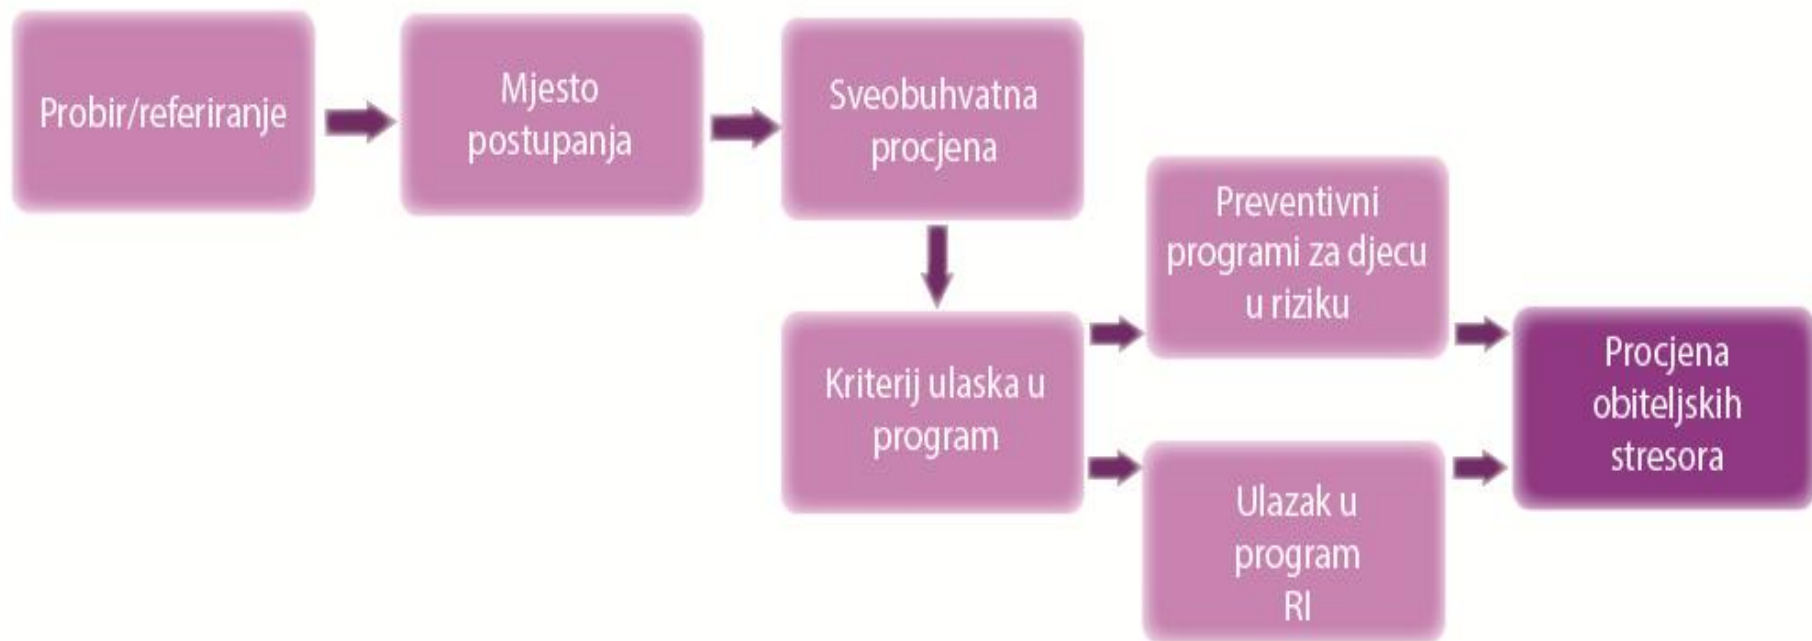 Probir/referiranje
Mjesto
postupanja
Sveobuhvatna
procjena
Preventivni
programi za djecu
u riziku
Kriterij ulaska u
program
Procjena
obiteljskih
stresora
Ulazak u
program
RI